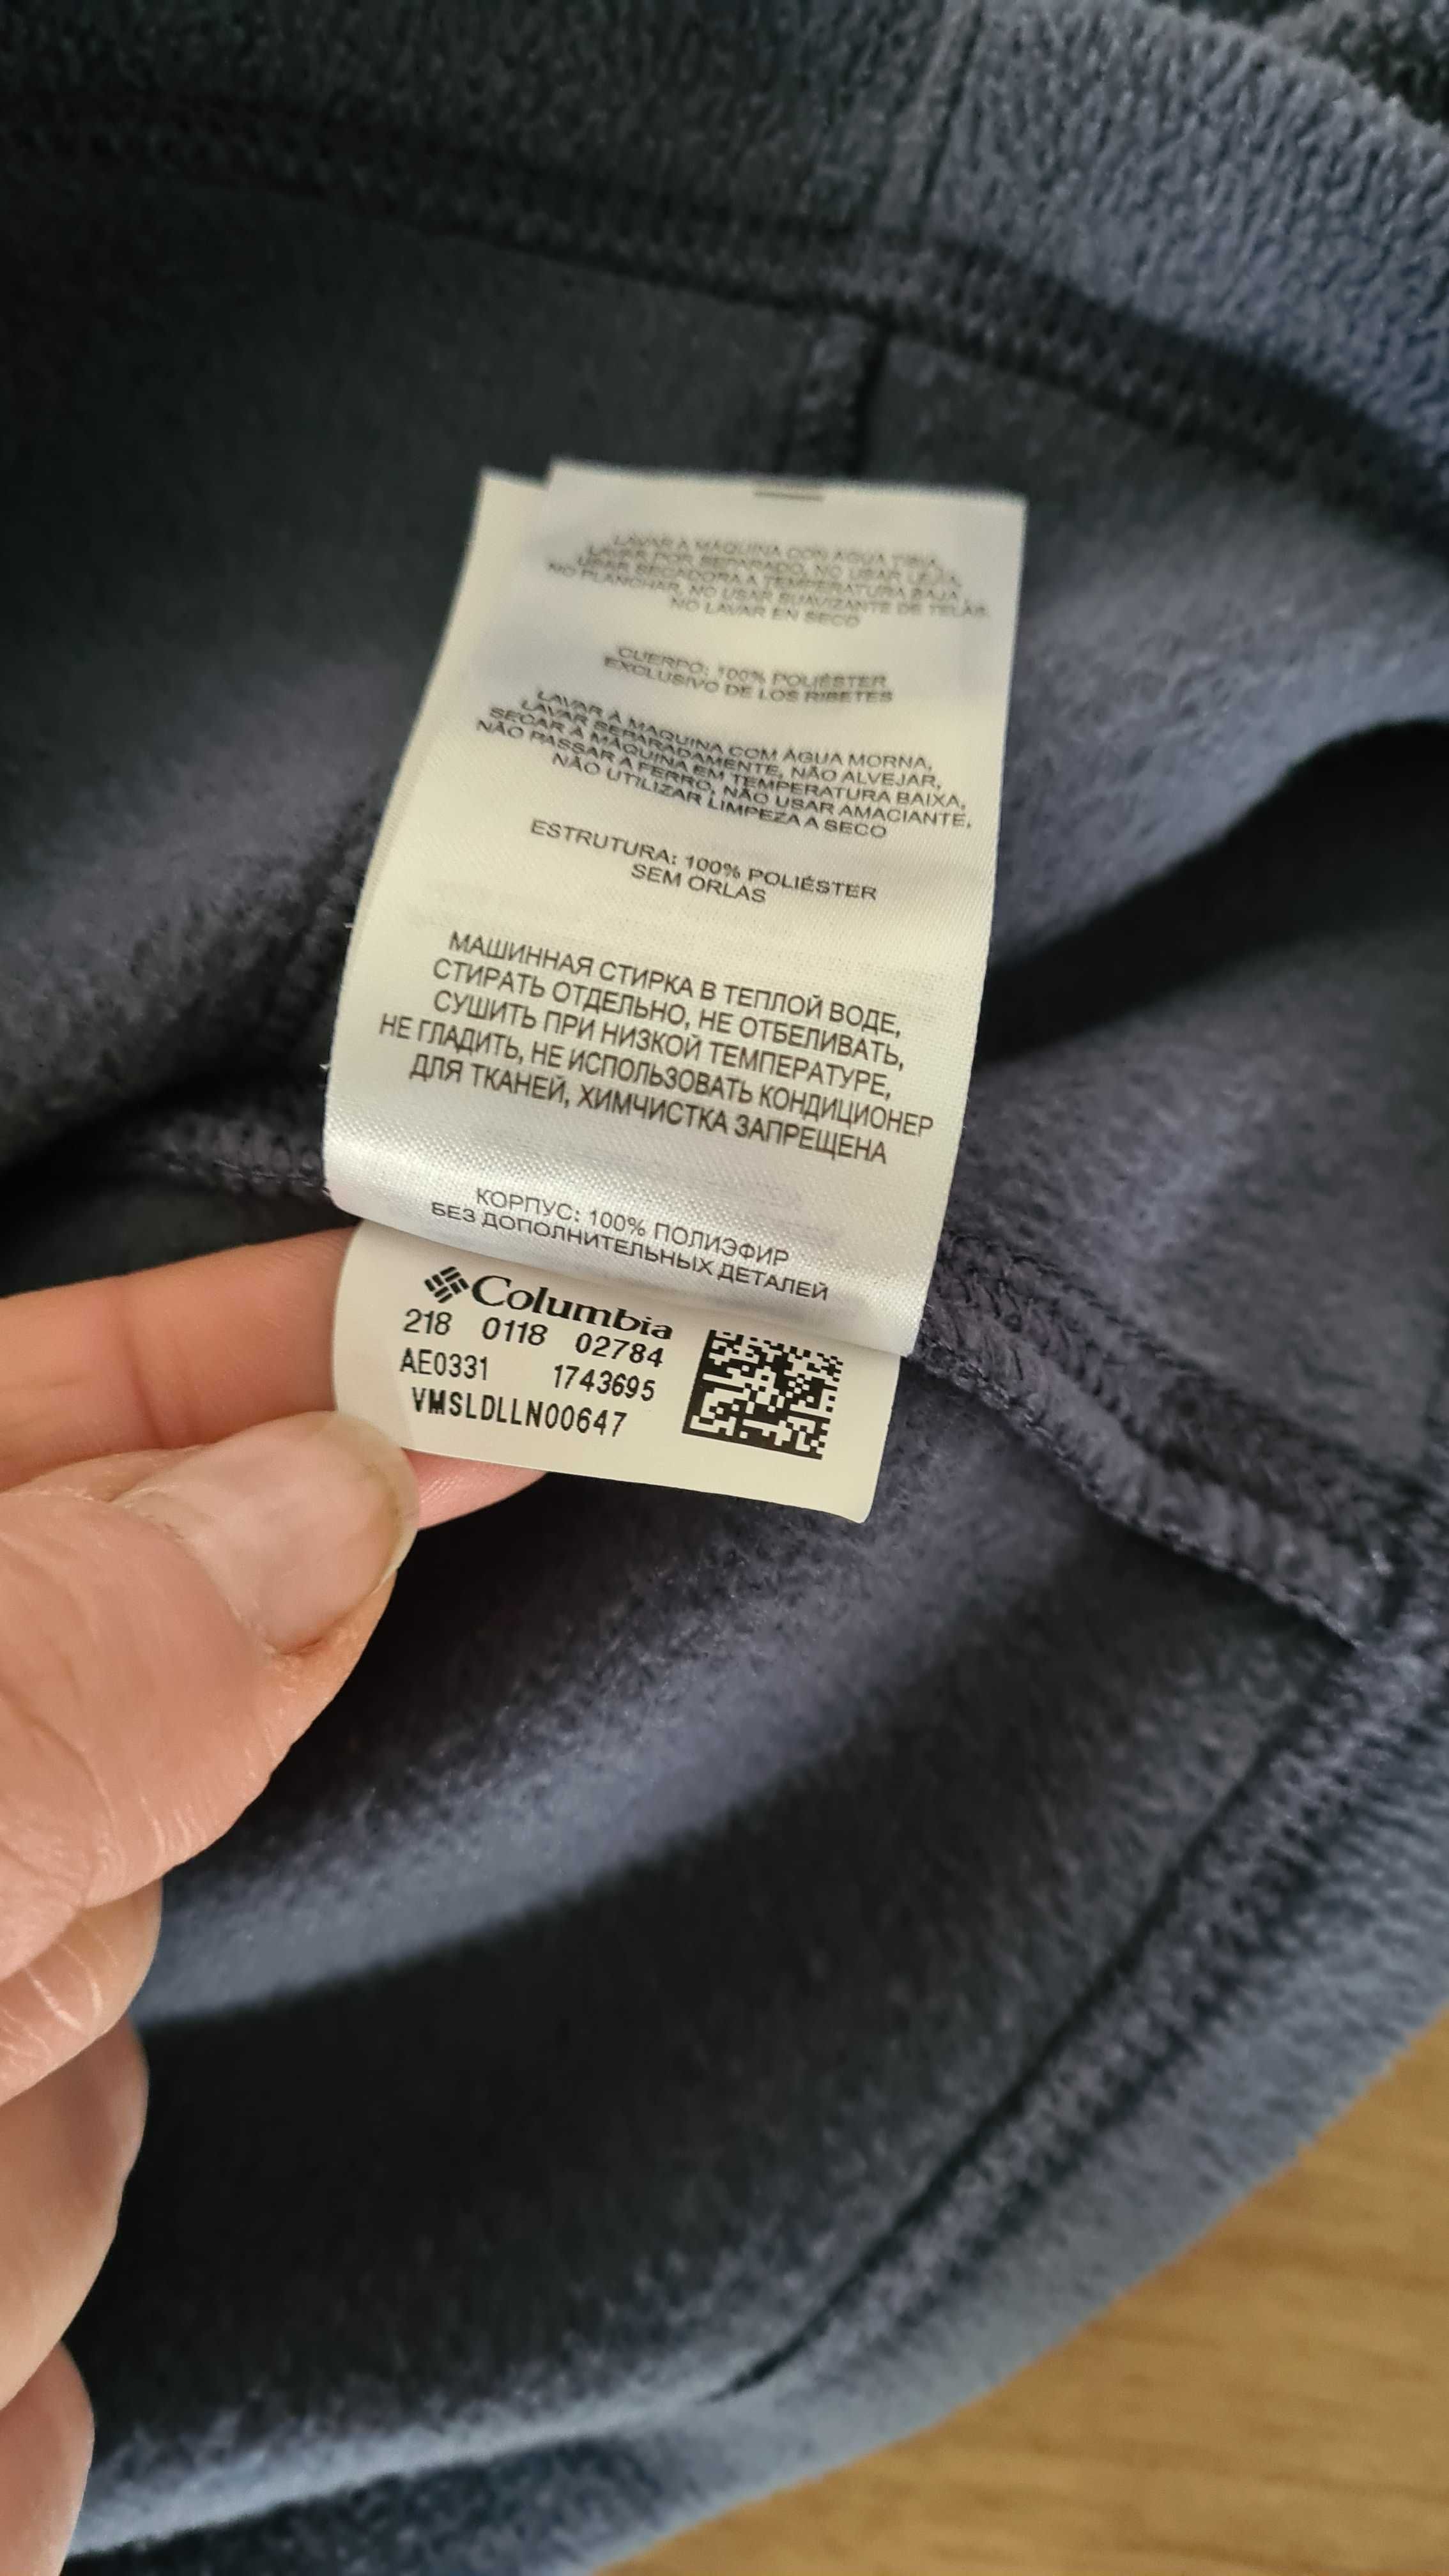 LAVAR A MÁQUINA CON AGUA TIBIA,
LAVAR POR SEPARADO, NO USAR LEJÍA,
USAR SECADORA A TEMPERATURA BAJA,
NO PLANCHAR, NO USAR SUAVIZANTE DE TELAS.
NO LAVAR EN SECO
CUERPO: 100% POLIÉSTER
EXCLUSIVO DE LOS RIBETES
LAVAR À MAQUINA COM ÁGUA MORNA,
LAVAR SEPARADAMENTE, NÃO ALVEJAR,
SECAR À MÁQUINA EM TEMPERATURA BAIXA,
NÃO PASSAR A FERRO, NÃO USAR AMACIANTE,
NÃO UTILIZAR LIMPEZA A SECO
ESTRUTURA: 100% POLIÉSTER
SEM ORLAS
МАШИННАЯ СТИРКА В ТЕПЛОЙ ВОДЕ,
СТИРАТЬ ОТДЕЛЬНО, НЕ ОТБЕЛИВАТЬ,
СУШИТЬ ПРИ НИЗКОЙ ТЕМПЕРАТУРЕ,
НЕ ГЛАДИТЬ, НЕ ИСПОЛЬЗОВАТЬ КОНДИЦИОНЕР
ДЛЯ ТКАНЕЙ, ХИМЧИСТКА ЗАПРЕЩЕНА
КОРПУС: 100% ПОЛИЭФИР
БЕЗ ДОПОЛНИТЕЛЬНЫХ ДЕТАЛЕЙ
Columbia
218 0118 02784
AE0331 1743695
VMSLDLLN00647